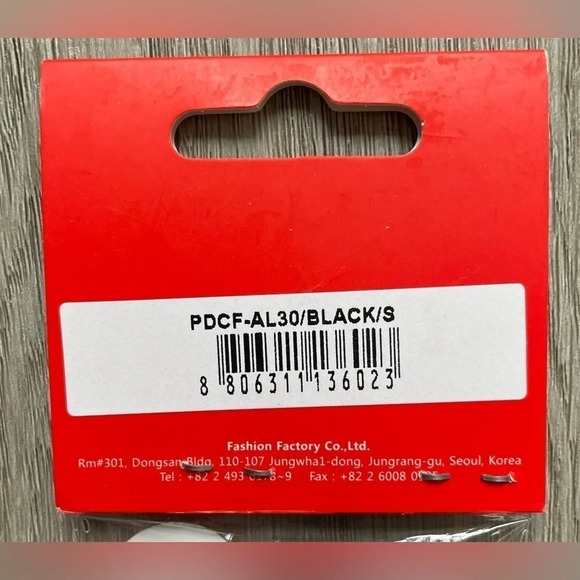 PDCF-AL30/BLACK/S
8 806311 136023
Fashion Factory Co.,Ltd.
Rm#301, Dongsan Bldg, 110-107 Jungwha1-dong, Jungrang-gu, Seoul, Korea
Tel : +82 2 493 Fax : +82 2 6008